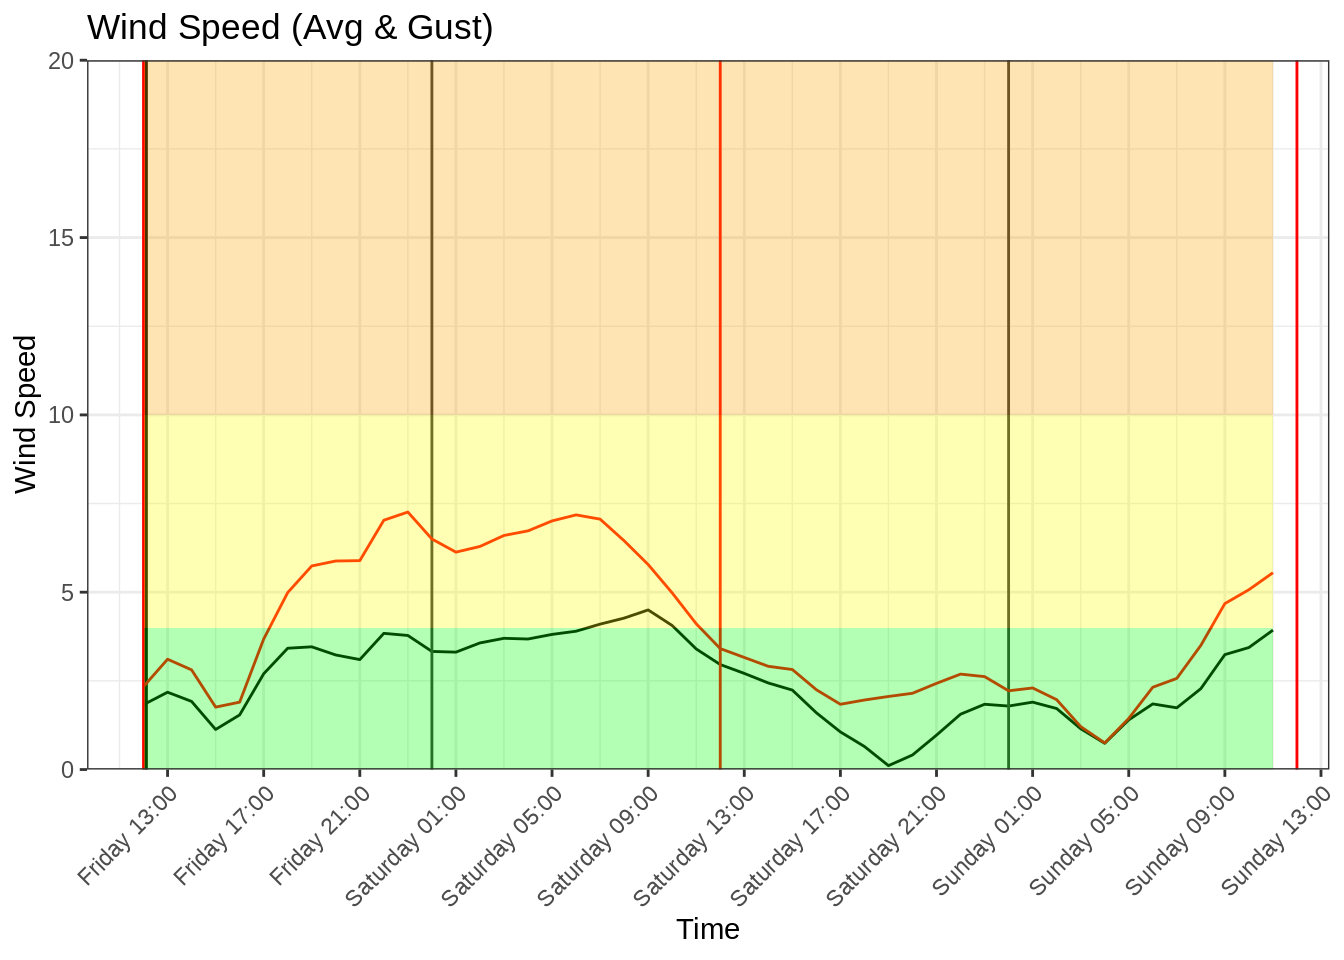 Wind Speed (Avg & Gust)
20
15
10
5
0
Wind Speed
Friday 13:00
Friday 17:00
Friday 21:00
Saturday 01:00
Saturday 05:00
Saturday 09:00
Saturday 13:00
Saturday 17:00
Saturday 21:00
Sunday 01:00
Sunday 05:00
Sunday 09:00
Sunday 13:00
Time